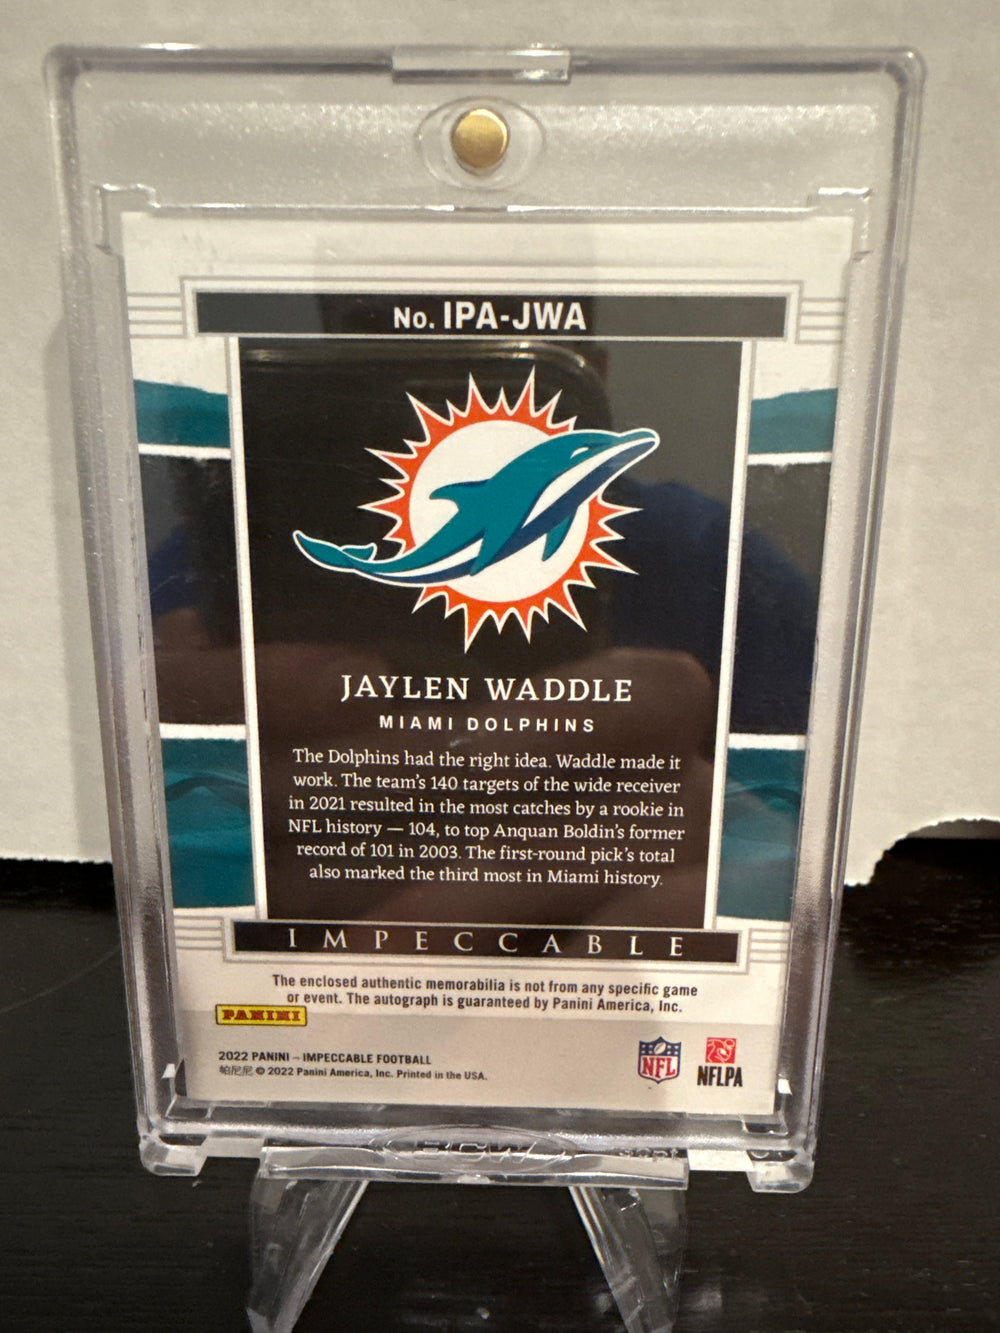 No. IPA-JWA
JAYLEN WADDLE
MIAMI DOLPHINS
The Dolphins had the right idea. Waddle made it
work. The team's 140 targets of the wide receiver
in 2021 resulted in the most catches by a rookie in
NFL history — 104, to top Anquan Boldin's former
record of 101 in 2003. The first-round pick's total
also marked the third most in Miami history.
IMPECCABLE
The enclosed authentic memorabilia is not from any specific game
or event. The autograph is guaranteed by Panini America, Inc.
PANINI
2022 PANINI – IMPECCABLE FOOTBALL
帕尼尼 © 2022 Panini America, Inc. Printed in the USA.
NFL
NFLPA